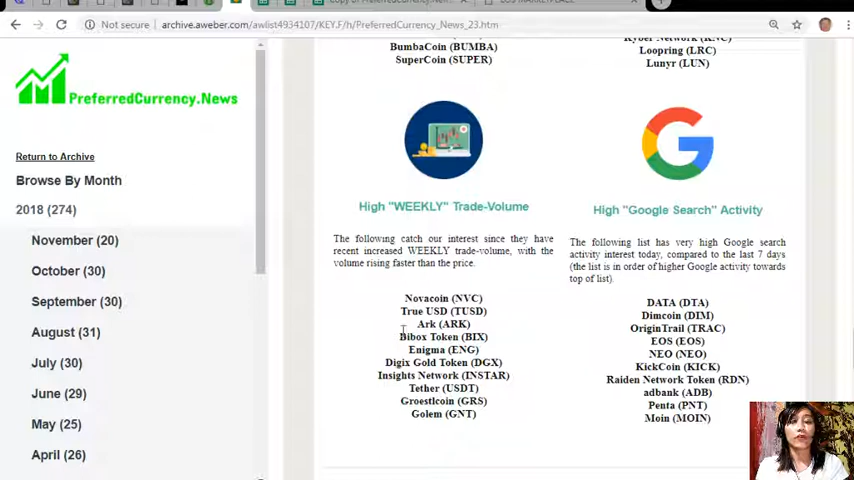 Not secure | archive.aweber.com/awlist4934107/KEY.F/h/PreferredCurrency_News_23.htm
PreferredCurrency.News
Return to Archive
Browse By Month
2018 (274)
November (20)
October (30)
September (30)
August (31)
July (30)
June (29)
May (25)
April (26)
BumbaCoin (BUMBA)
SuperCoin (SUPER)
Kyber Network (KNC)
Loopring (LRC)
Lunyr (LUN)
High "WEEKLY" Trade-Volume
The following catch our interest since they have
recent increased WEEKLY trade-volume, with the
volume rising faster than the price.
Novacoin (NVC)
True USD (TUSD)
Ark (ARK)
Bibox Token (BIX)
Enigma (ENG)
Digix Gold Token (DGX)
Insights Network (INSTAR)
Tether (USDT)
Groestlcoin (GRS)
Golem (GNT)
High "Google Search" Activity
The following list has very high Google search
activity interest today, compared to the last 7 days
(the list is in order of higher Google activity towards
top of list).
DATA (DTA)
Dimcoin (DIM)
OriginTrail (TRAC)
EOS (EOS)
NEO (NEO)
KickCoin (KICK)
Raiden Network Token (RDN)
adbank (ADB)
Penta (PNT)
Moin (MOIN)